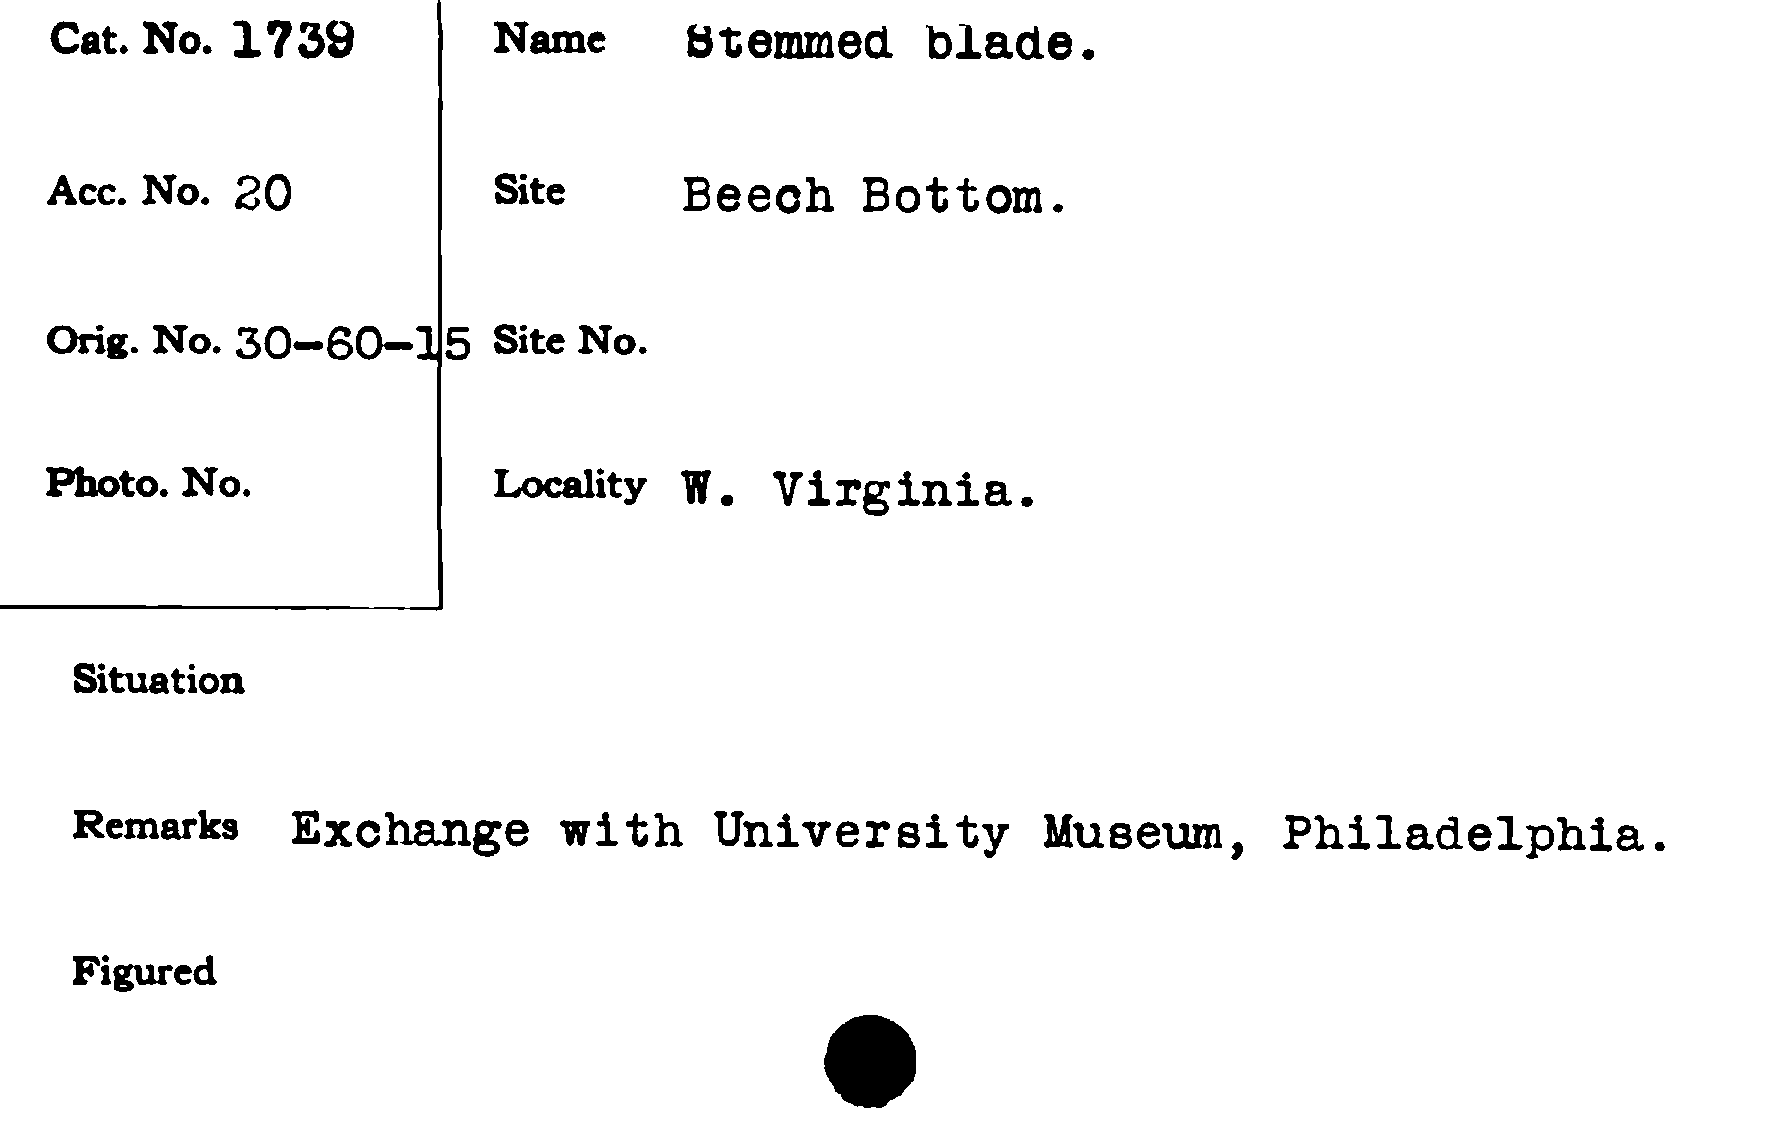 Cat. No. 1739
Name Stemmed blade.
Acc. No. 20
Site Beech Bottom.
Orig. No. 30-60-15
Site No.
Photo. No.
Locality W. Virginia.
Situation
Remarks Exchange with University Museum, Philadelphia.
Figured